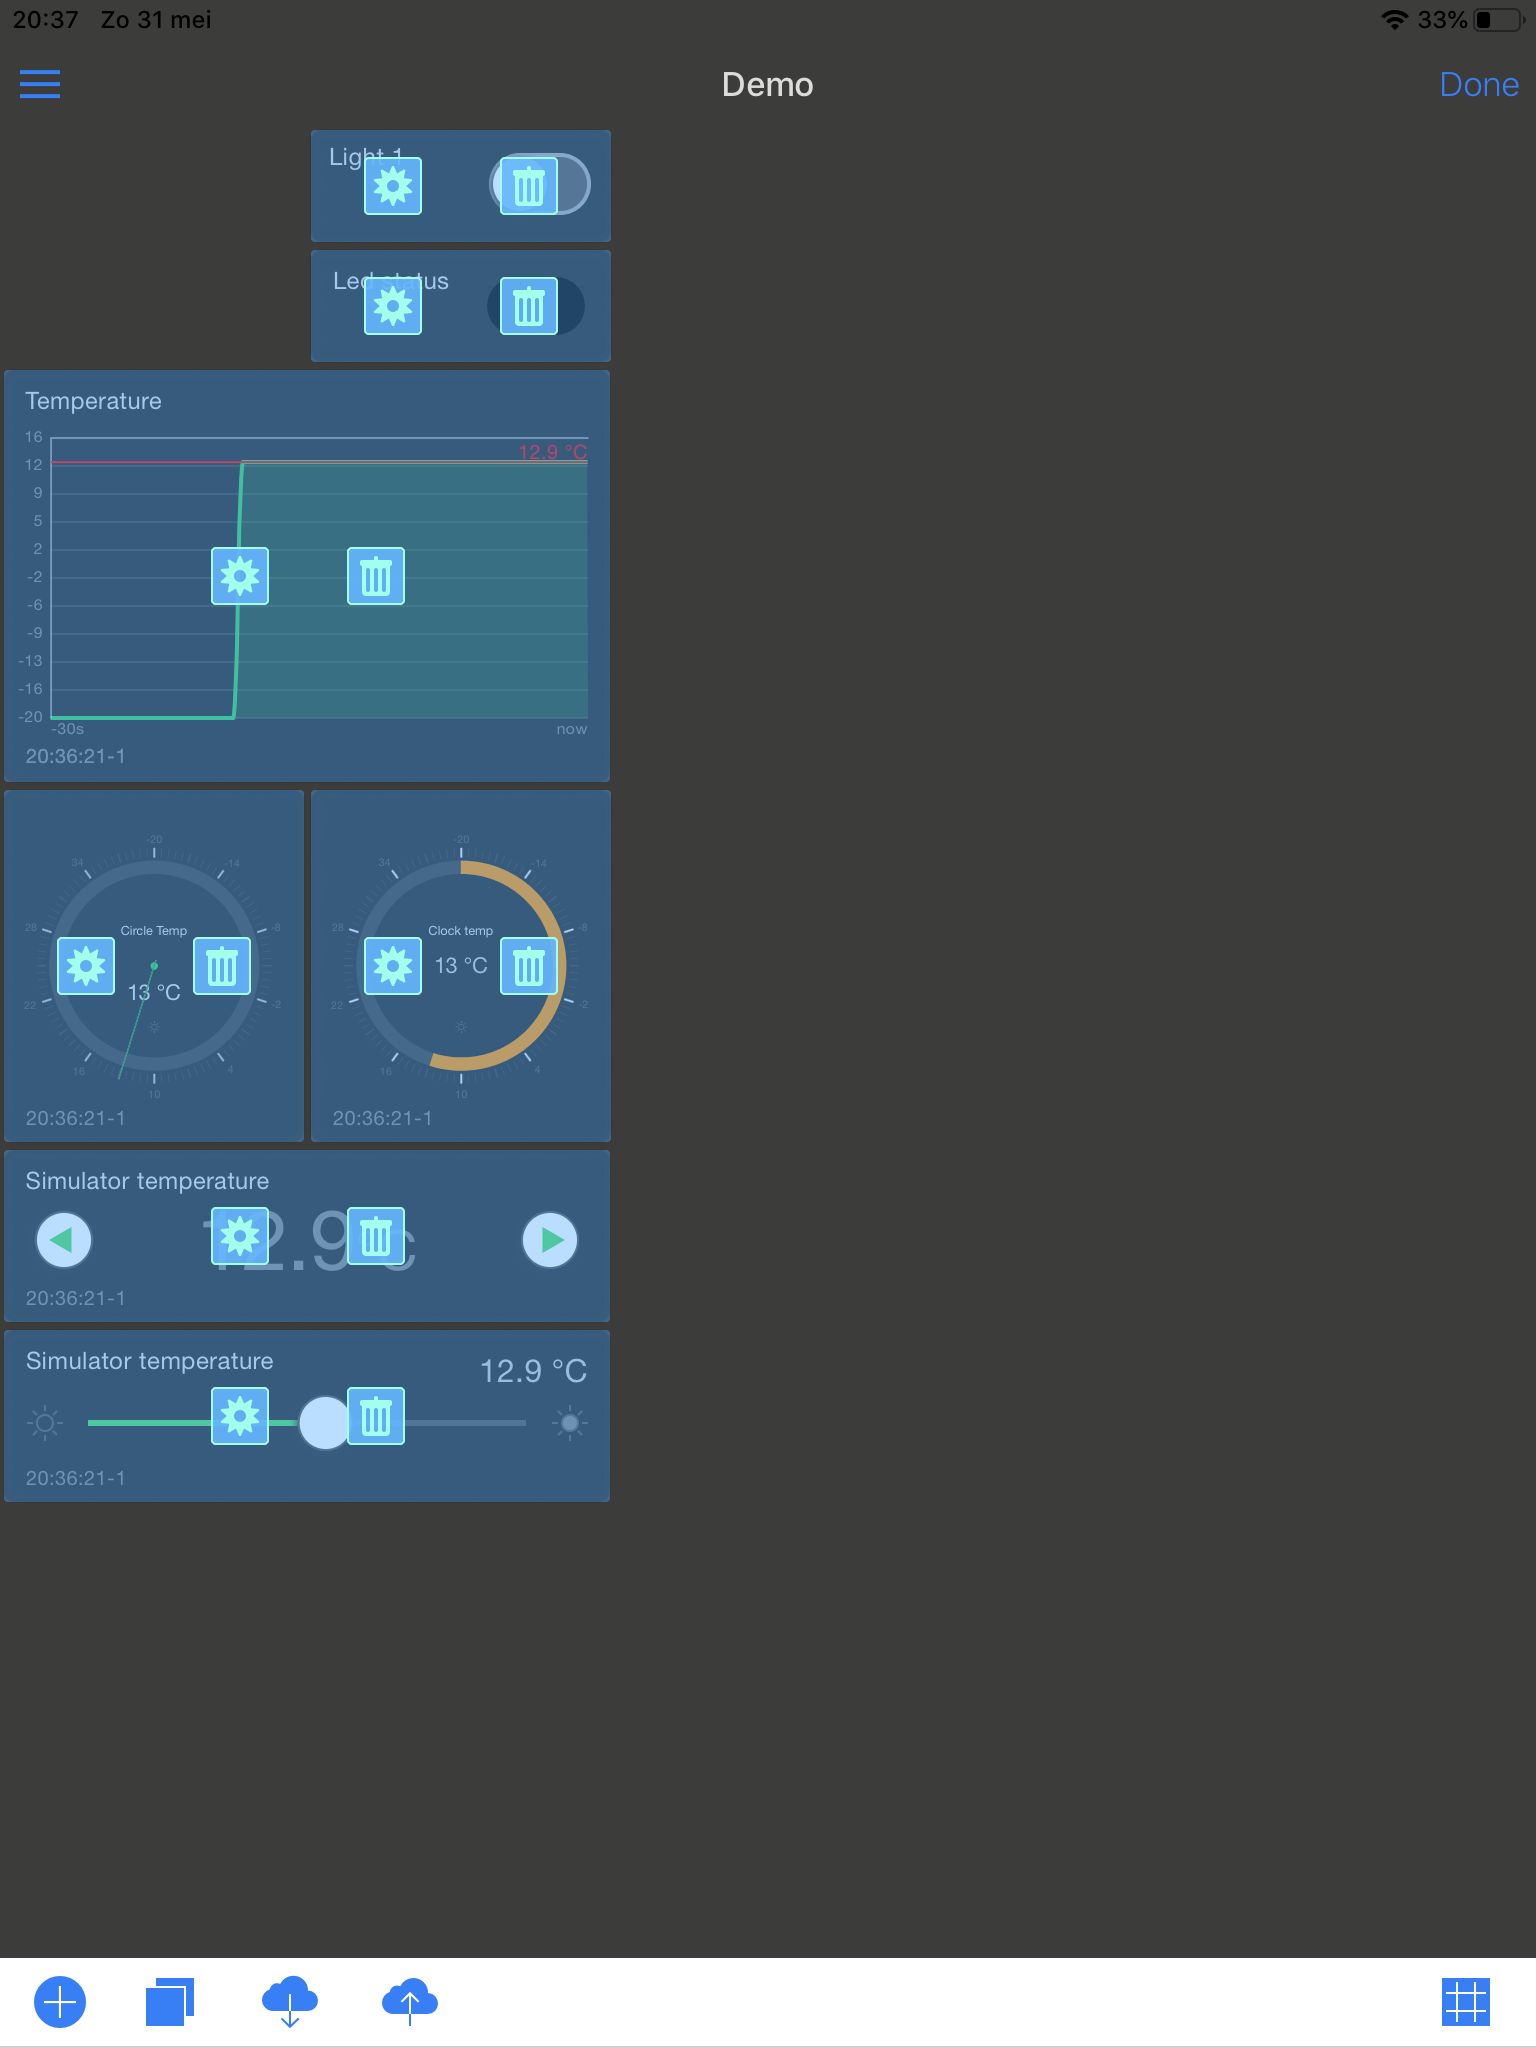 20:37 Zo 31 mei 33%
Demo
Done
Light 1
Led status
Temperature
16
12.9 °C
12
9
5
2
-2
-6
-9
-13
-16
-20
-30s now
20:36:21-1
-20
34 -14
28 -8
Circle Temp
13 °C
22 -2
16 4
10
20:36:21-1
-20
34 -14
28 -8
Clock temp
13 °C
22 -2
16 4
10
20:36:21-1
Simulator temperature
12.9 c
20:36:21-1
Simulator temperature
12.9 °C
20:36:21-1